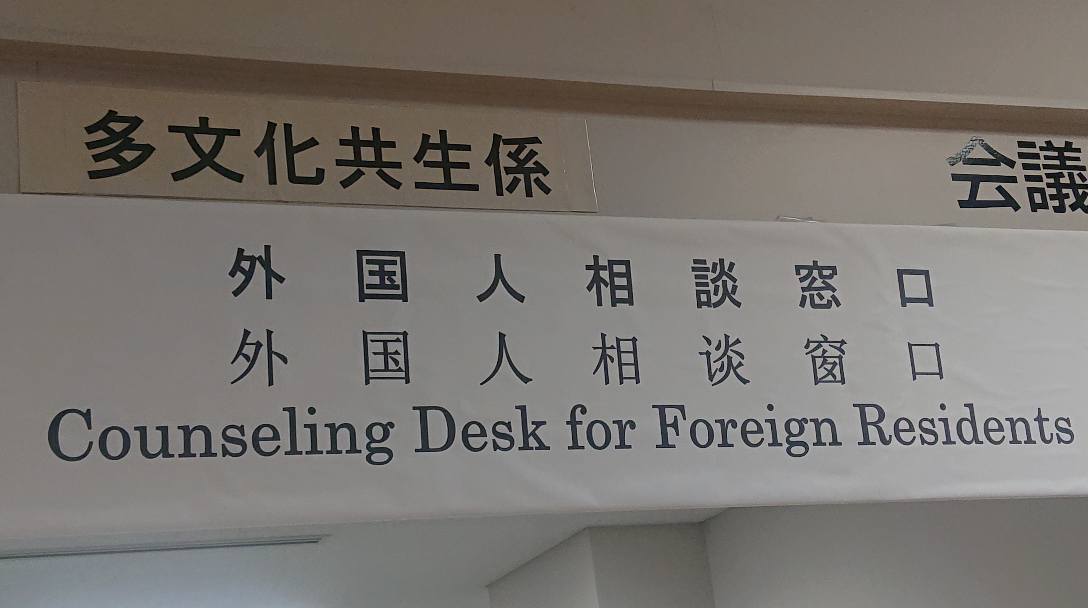 多文化共生係
会議
外国人相談窓口
外国人相谈窗口
Counseling Desk for Foreign Residents